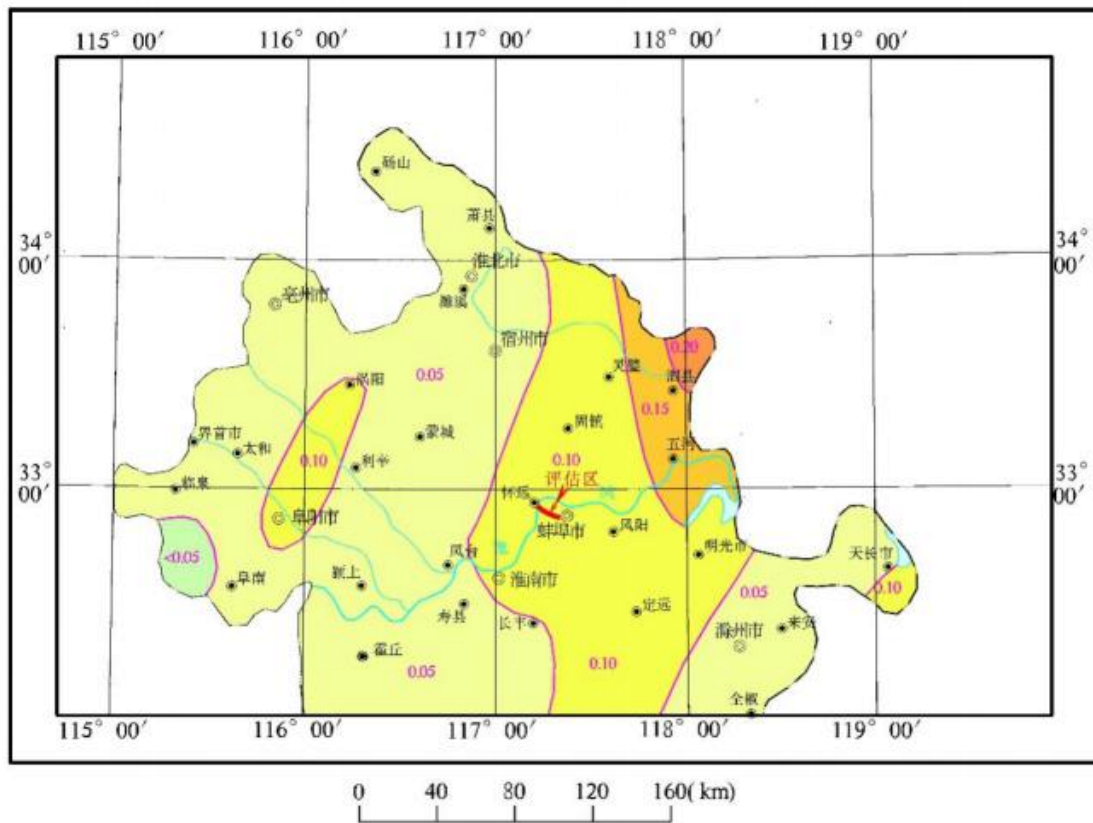 115° 00′ 116° 00′ 117° 00′ 118° 00′ 119° 00′
砀山
萧县
34°
00′
34°
00′
淮北市
濉溪
亳州市
宿州市
0.20
灵璧
泗县
涡阳
0.05
0.15
固镇
蒙城
界首市
太和
利辛
0.10
0.10
五河
33°
00′
33°
00′
临泉
评估区
怀远
河
阜阳市
蚌埠市
凤阳
明光市
<0.05
凤台
淮
天长市
阜南
颍上
淮南市
0.05
0.10
寿县
长丰
定远
滁州市
来安
霍丘
0.05
0.10
全椒
115° 00′ 116° 00′ 117° 00′ 118° 00′ 119° 00′
0 40 80 120 160( km)